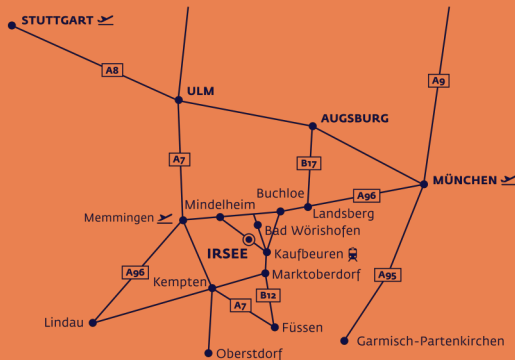 STUTTGART
A8
A9
ULM
AUGSBURG
A7
B17
MÜNCHEN
A96
Buchloe
Mindelheim
Landsberg
Memmingen
Bad Wörishofen
IRSEE
Kaufbeuren
A96
Marktoberdorf
A95
Kempten
B12
A7
Lindau
Füssen
Garmisch-Partenkirchen
Oberstdorf